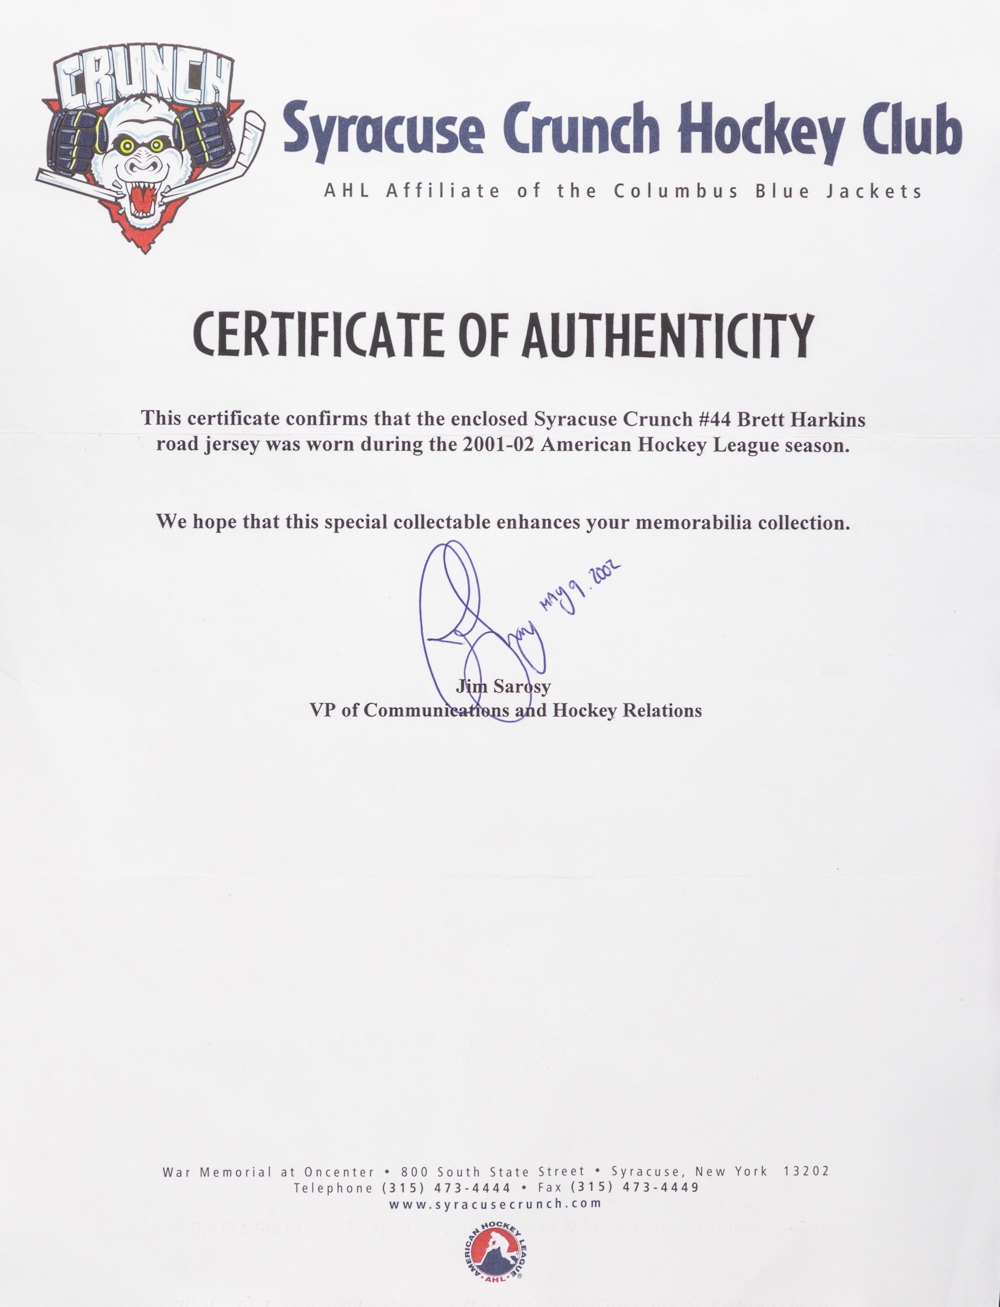 CRUNCH
Syracuse Crunch Hockey Club
AHL Affiliate of the Columbus Blue Jackets
CERTIFICATE OF AUTHENTICITY
This certificate confirms that the enclosed Syracuse Crunch #44 Brett Harkins
road jersey was worn during the 2001-02 American Hockey League season.
We hope that this special collectable enhances your memorabilia collection.
MAY 9. 2002
Jim Sarosy
VP of Communications and Hockey Relations
War Memorial at Oncenter • 800 South State Street • Syracuse, New York 13202
Telephone (315) 473-4444 • Fax (315) 473-4449
www.syracusecrunch.com
AMERICAN HOCKEY LEAGUE
AHL